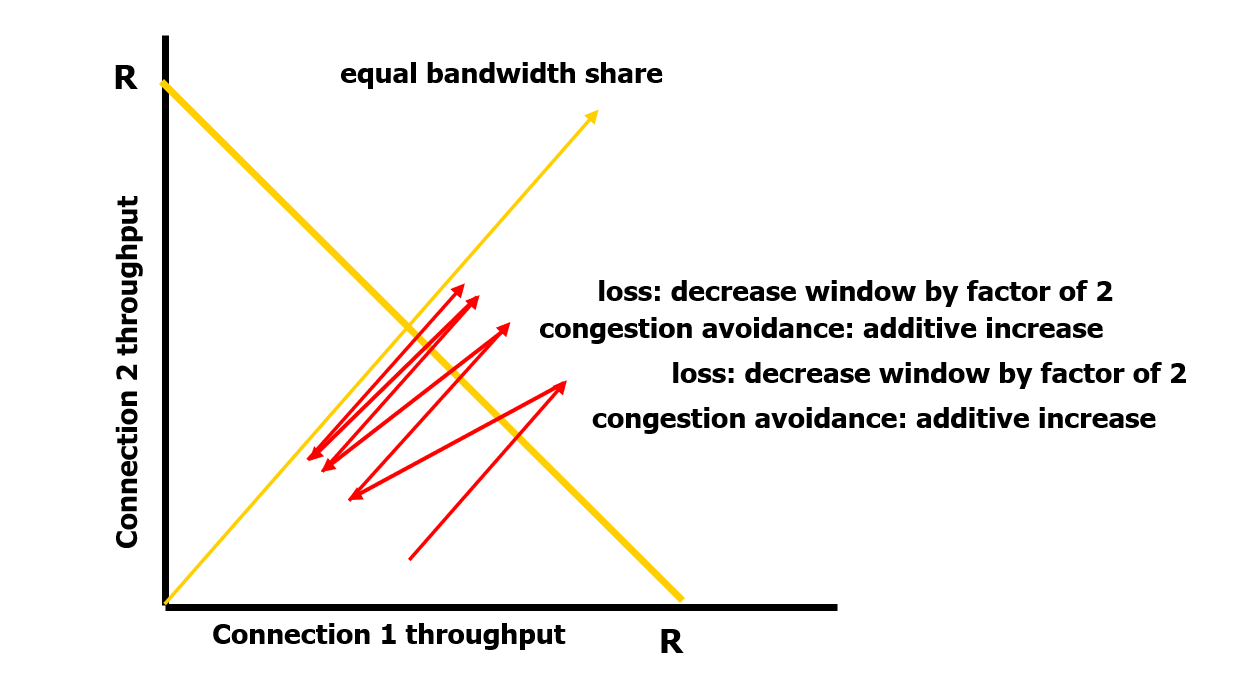 equal bandwidth share
R
Connection 2 throughput
loss: decrease window by factor of 2
congestion avoidance: additive increase
loss: decrease window by factor of 2
congestion avoidance: additive increase
Connection 1 throughput
R